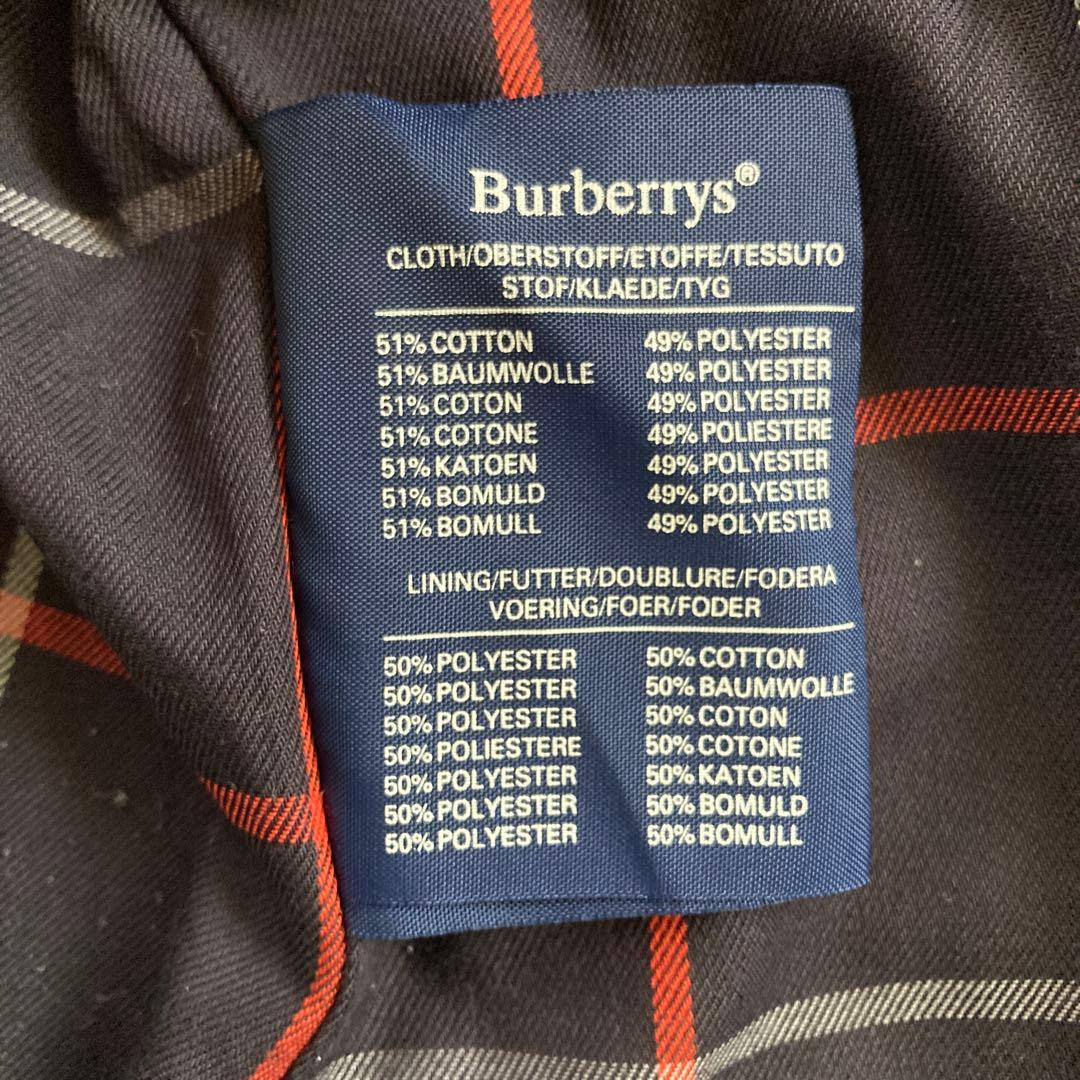 Burberrys®
CLOTH/OBERSTOFF/ETOFFE/TESSUTO
STOF/KLAEDE/TYG
51% COTTON 49% POLYESTER
51% BAUMWOLLE 49% POLYESTER
51% COTON 49% POLYESTER
51% COTONE 49% POLIESTERE
51% KATOEN 49% POLYESTER
51% BOMULD 49% POLYESTER
51% BOMULL 49% POLYESTER
LINING/FUTTER/DOUBLURE/FODERA
VOERING/FOER/FODER
50% POLYESTER 50% COTTON
50% POLYESTER 50% BAUMWOLLE
50% POLYESTER 50% COTON
50% POLIESTERE 50% COTONE
50% POLYESTER 50% KATOEN
50% POLYESTER 50% BOMULD
50% POLYESTER 50% BOMULL